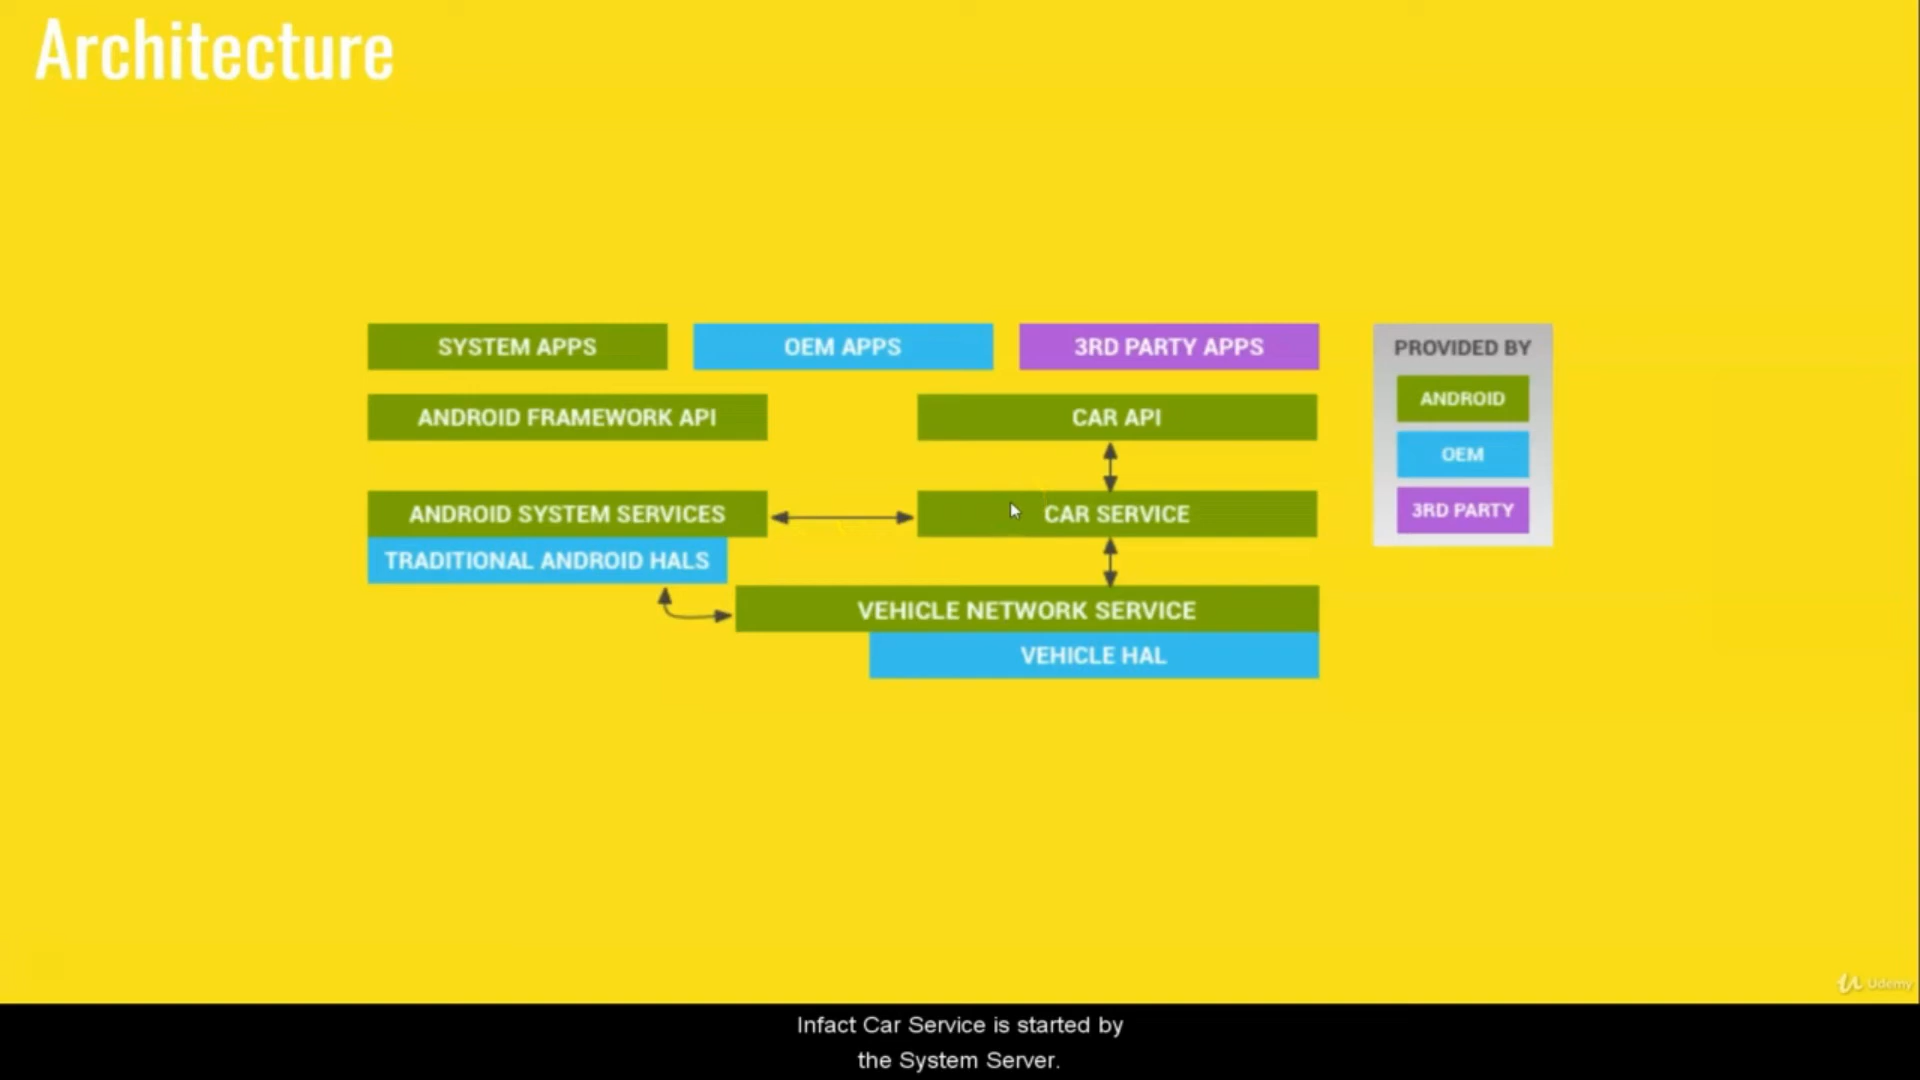 Architecture
SYSTEM APPS
OEM APPS
3RD PARTY APPS
PROVIDED BY
ANDROID
OEM
3RD PARTY
ANDROID FRAMEWORK API
CAR API
ANDROID SYSTEM SERVICES
CAR SERVICE
TRADITIONAL ANDROID HALS
VEHICLE NETWORK SERVICE
VEHICLE HAL
Udemy
Infact Car Service is started by
the System Server.